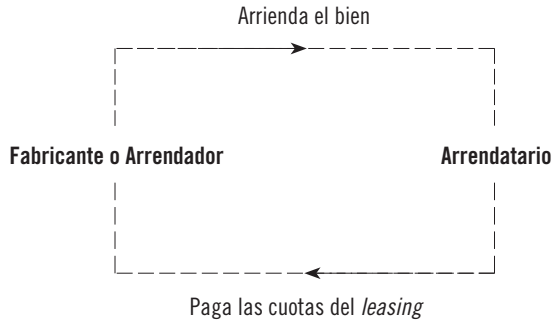 Arrienda el bien
Fabricante o Arrendador
Arrendatario
Paga las cuotas del leasing